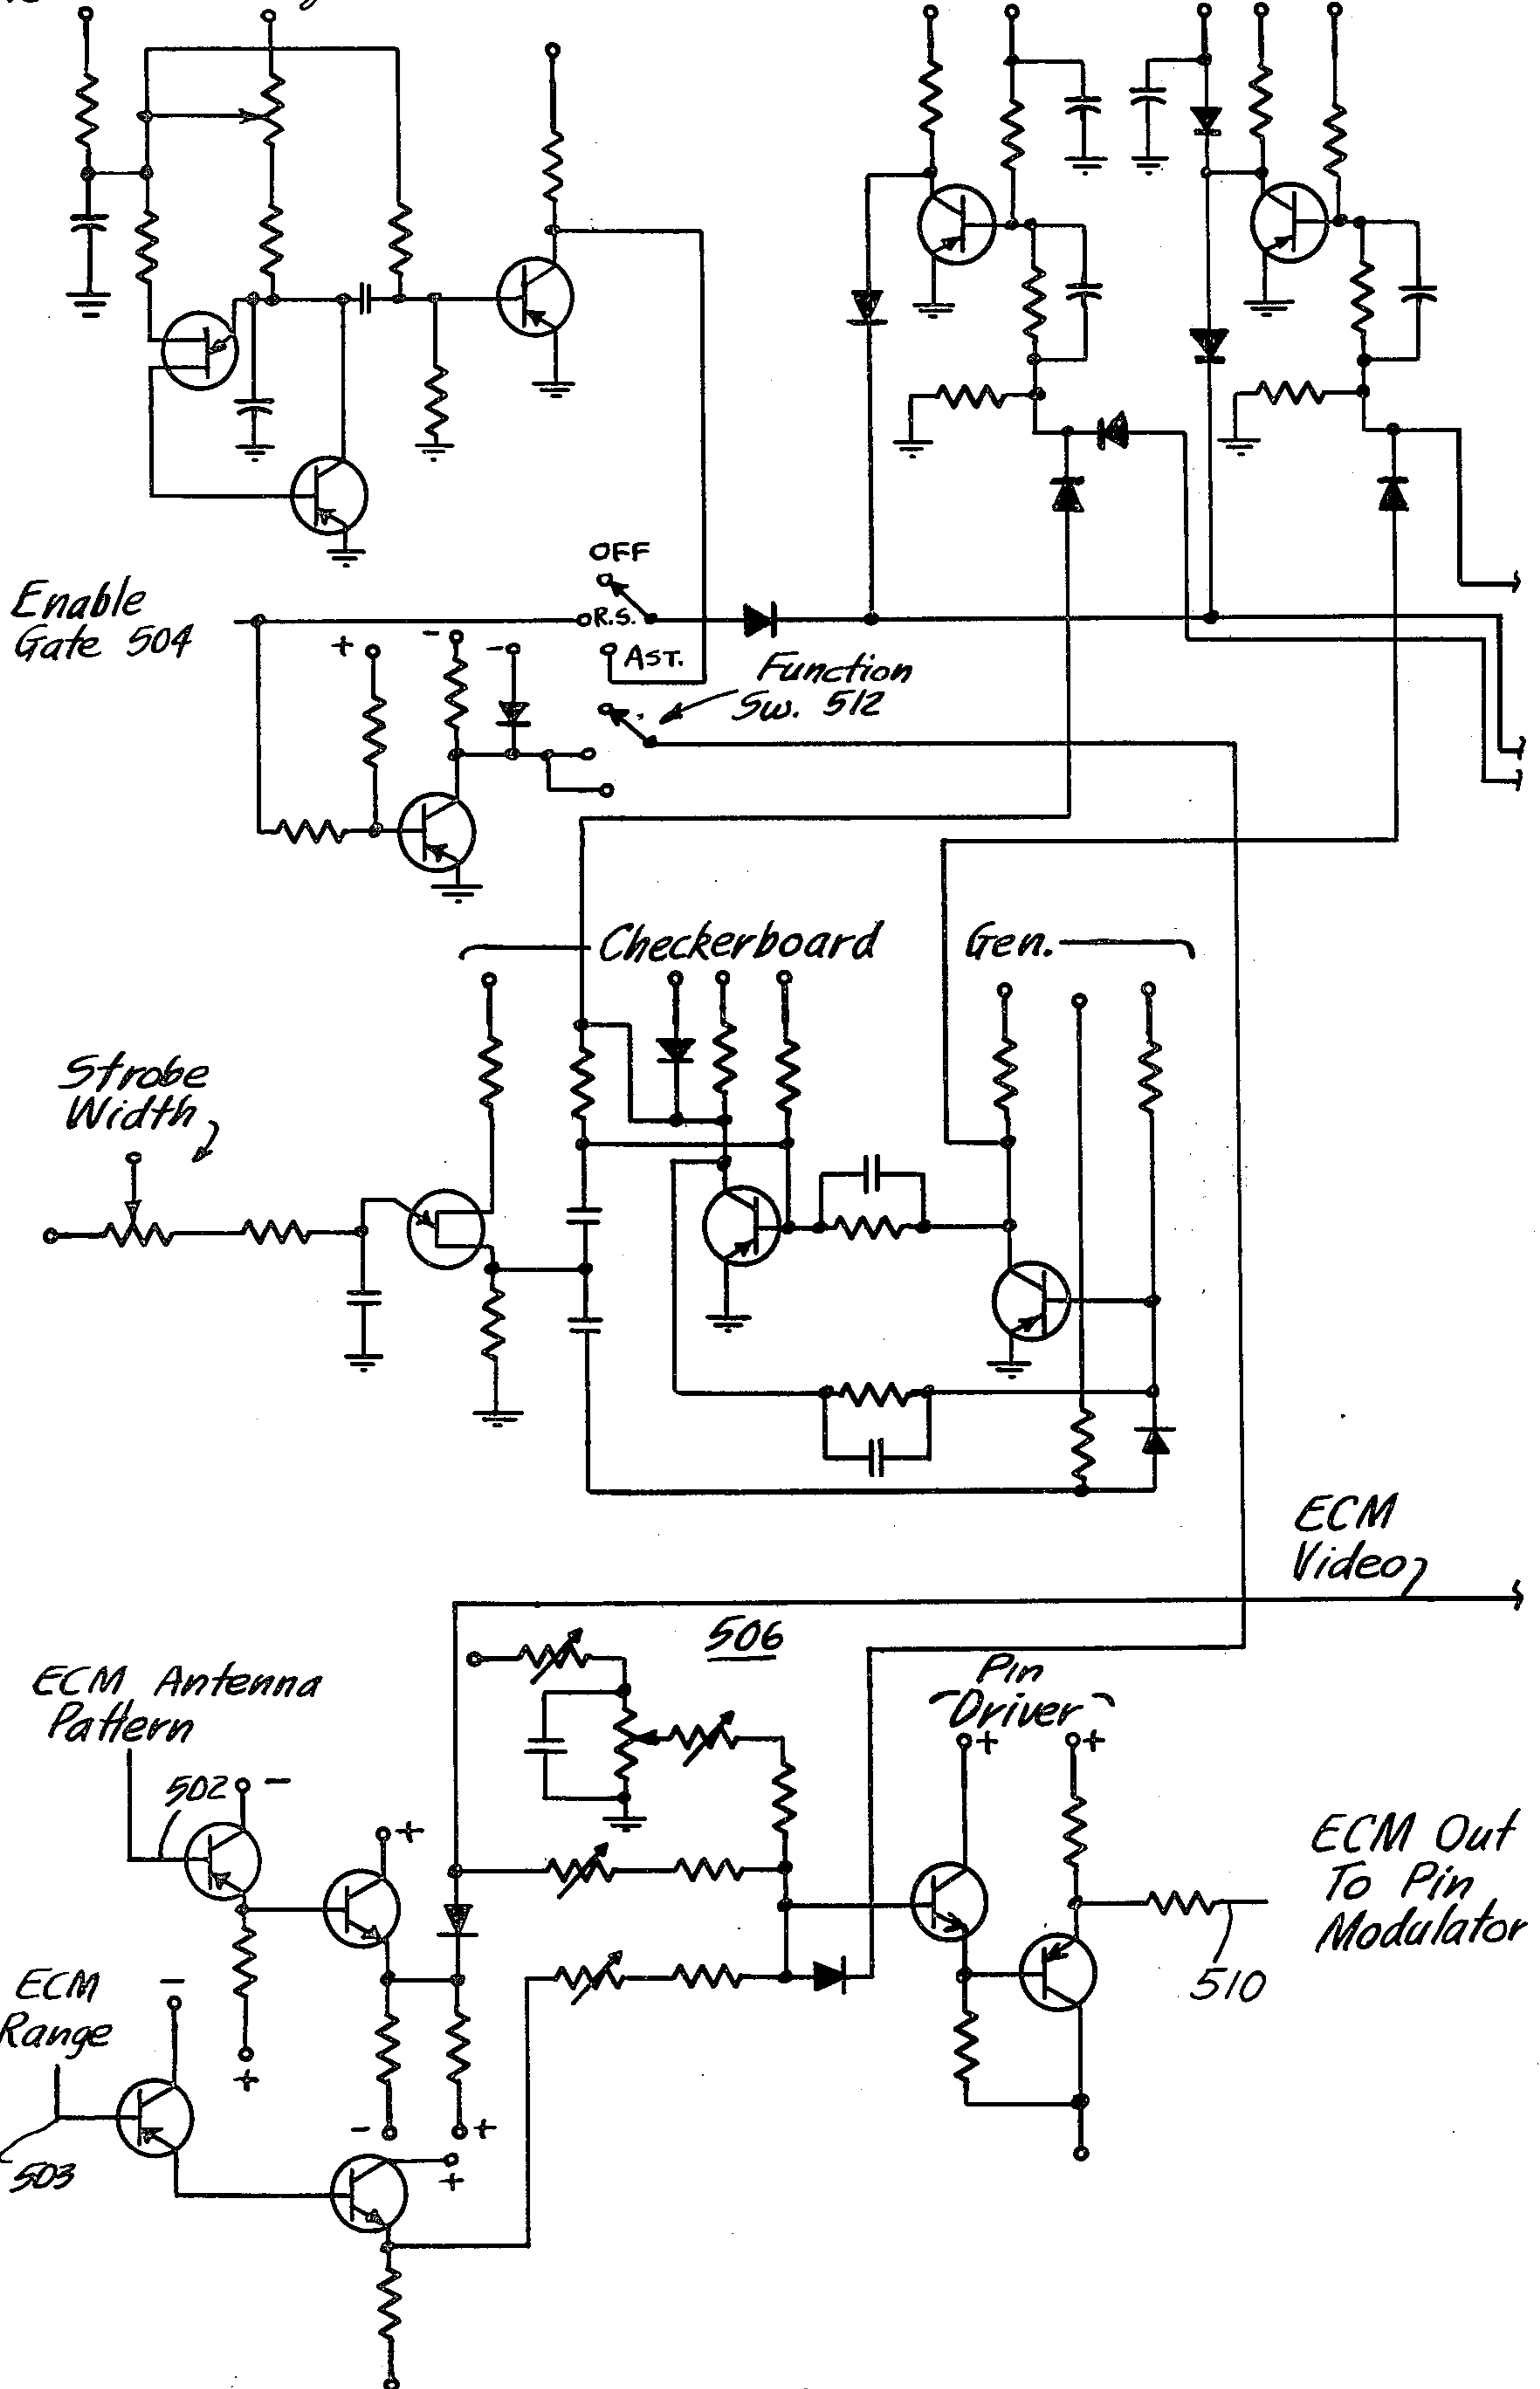 OFF
Enable
Gate 504
R.S.
+
-
-
AST.
Function
Sw. 512
Checkerboard Gen.
Strobe
Width
ECM
Video
506
ECM Antenna
Pattern
Pin
Driver
+
+
502
-
+
ECM Out
To Pin
Modulator
510
ECM
Range
-
+
-
+
+
503